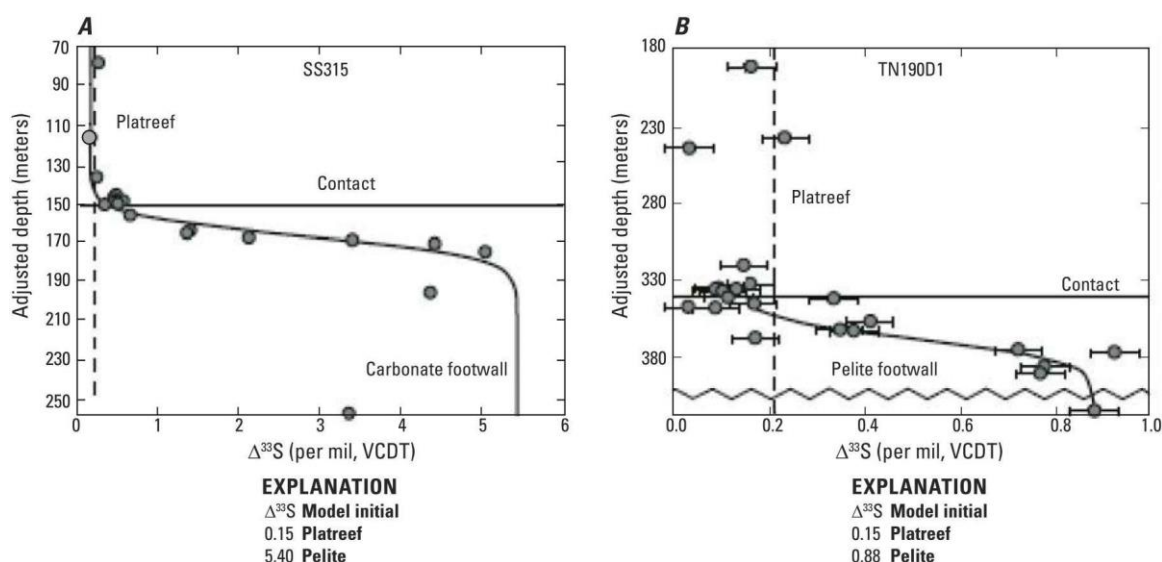 A
SS315
70
90
110
130
150
170
190
210
230
250
Adjusted depth (meters)
Platreef
Contact
Carbonate footwall
0
1
2
3
4
5
6
Δ³³S (per mil, VCDT)
EXPLANATION
Δ³³S Model initial
0.15 Platreef
5.40 Pelite
B
TN190D1
180
230
280
330
380
Adjusted depth (meters)
Platreef
Contact
Pelite footwall
0.0
0.2
0.4
0.6
0.8
1.0
Δ³³S (per mil, VCDT)
EXPLANATION
Δ³³S Model initial
0.15 Platreef
0.88 Pelite